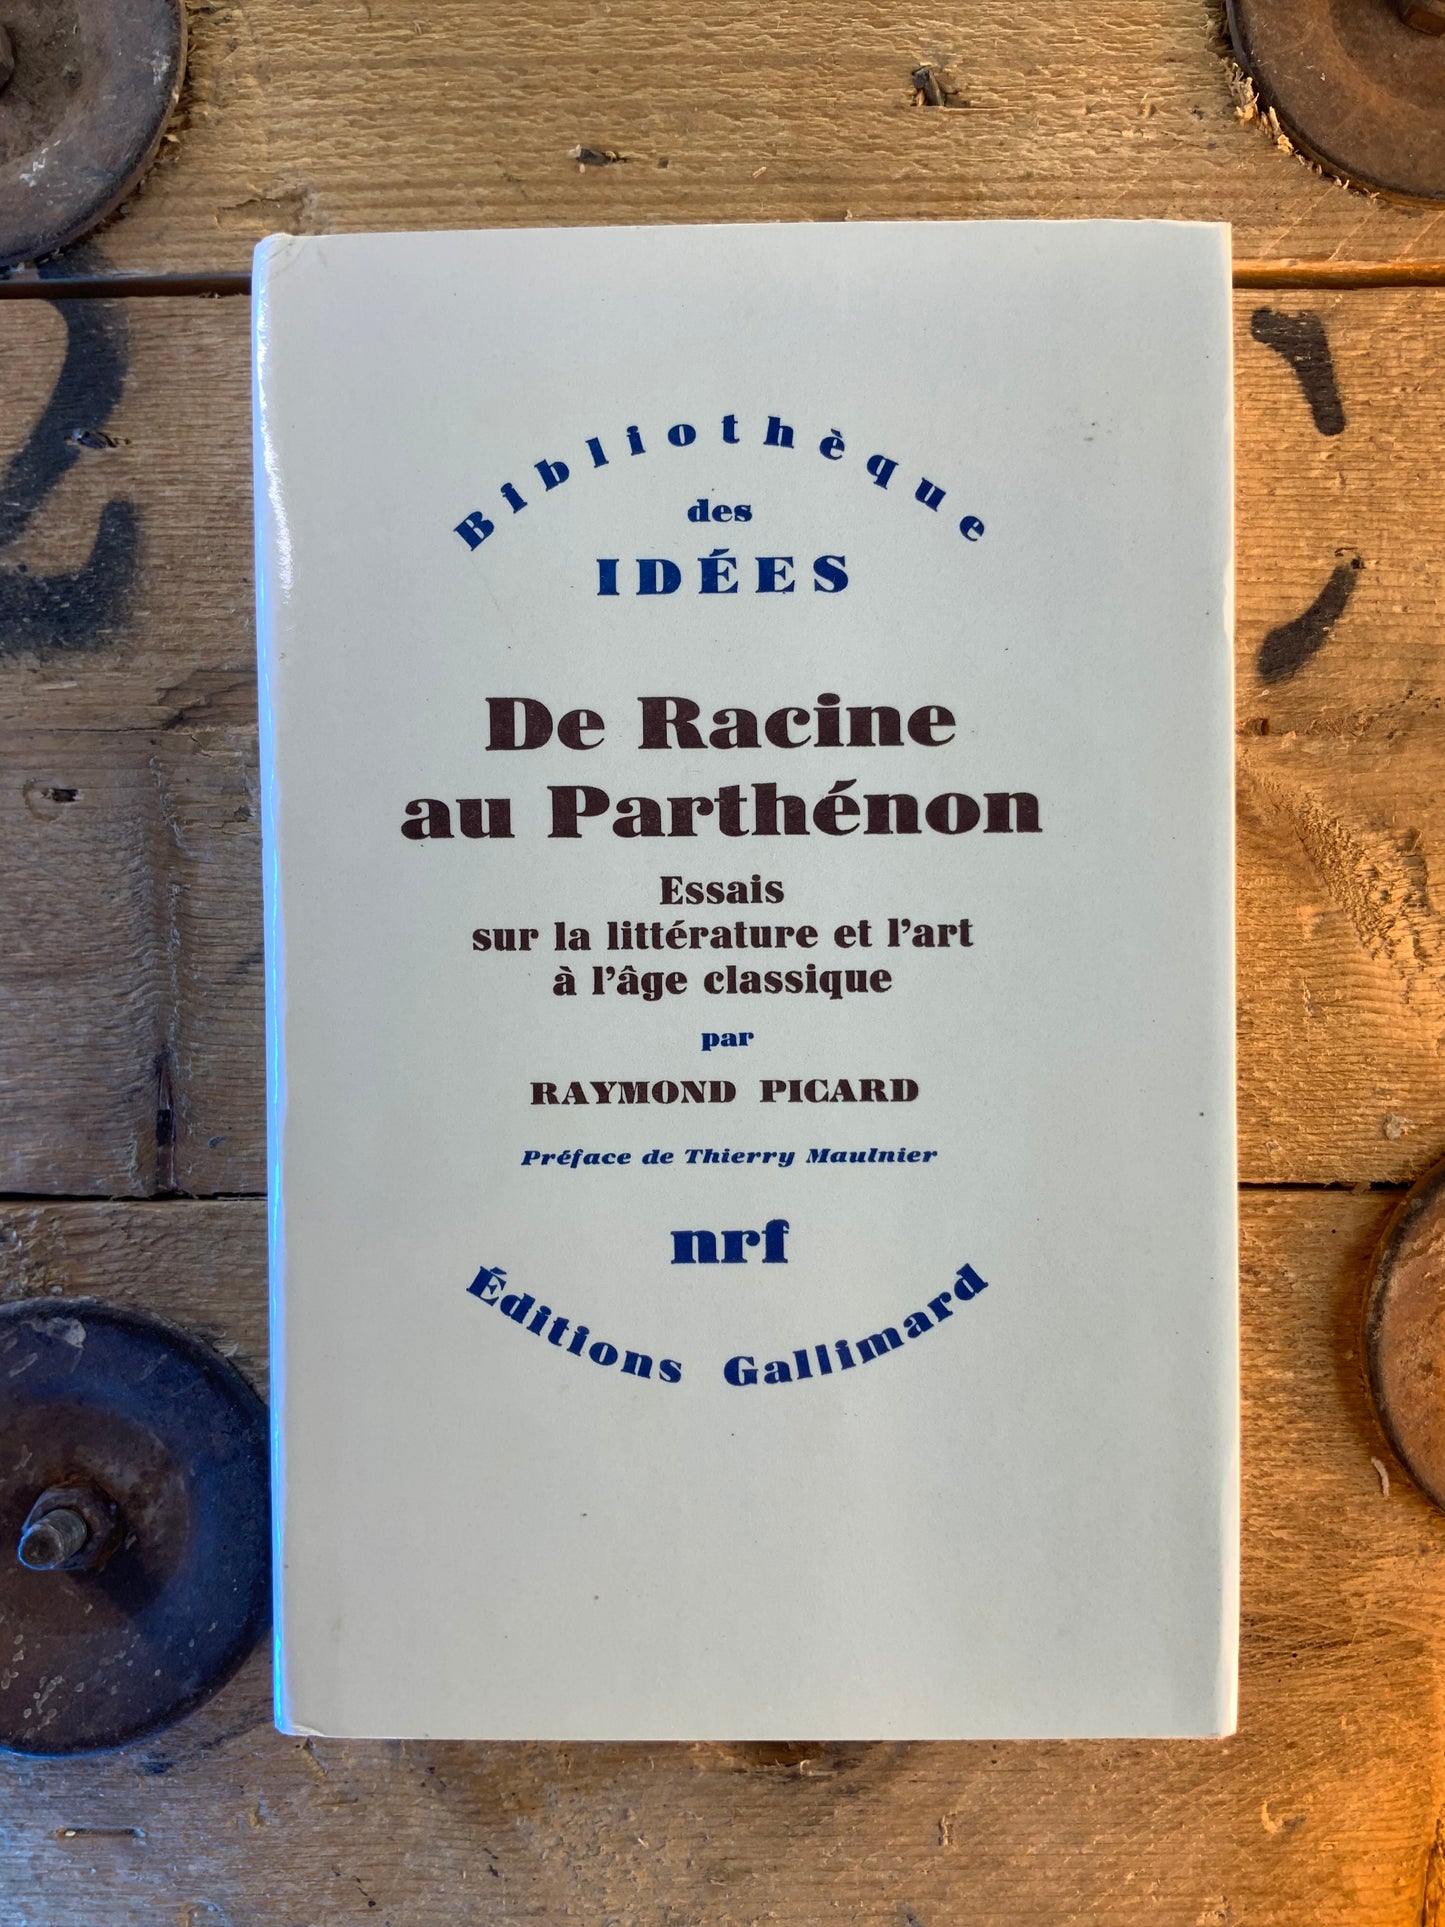 Bibliothèque
des
IDÉES
De Racine
au Parthénon
Essais
sur la littérature et l'art
à l'âge classique
par
RAYMOND PICARD
Préface de Thierry Maulnier
nrf
Éditions Gallimard